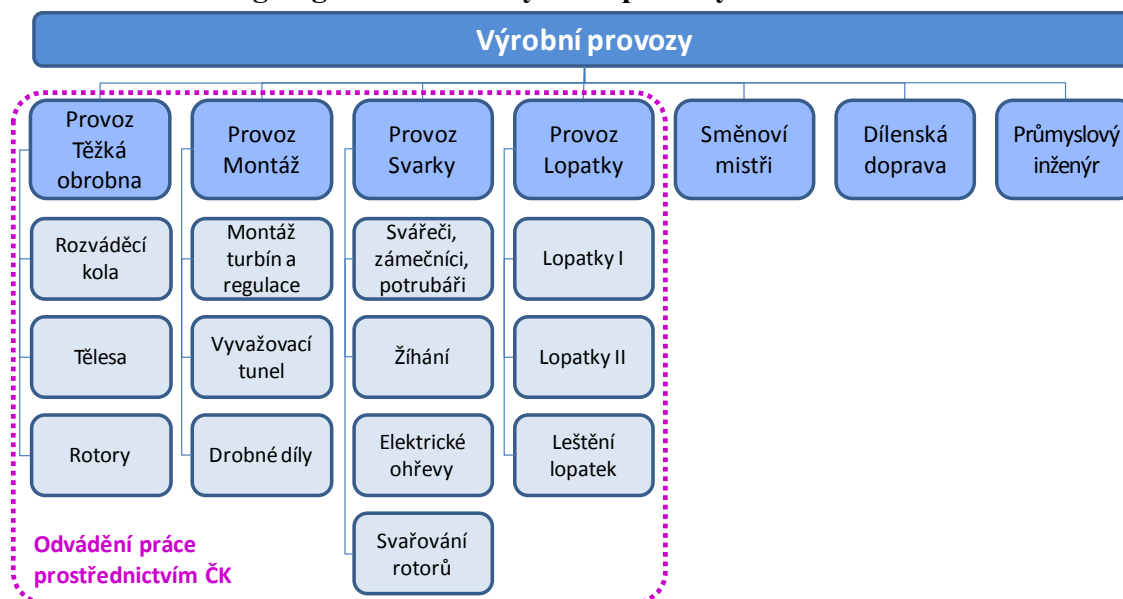 Výrobní provozy
Provoz
Těžká
obrobna
Provoz
Montáž
Provoz
Svarky
Provoz
Lopatky
Směnoví
mistři
Dílenská
doprava
Průmyslový
inženýr
Rozváděcí
kola
Montáž
turbín a
regulace
Svářeči,
zámečníci,
potrubáři
Lopatky I
Tělesa
Vyvažovací
tunel
Žíhání
Lopatky II
Rotory
Drobné díly
Elektrické
ohřevy
Leštění
lopatek
Svařování
rotorů
Odvádění práce
prostřednictvím ČK